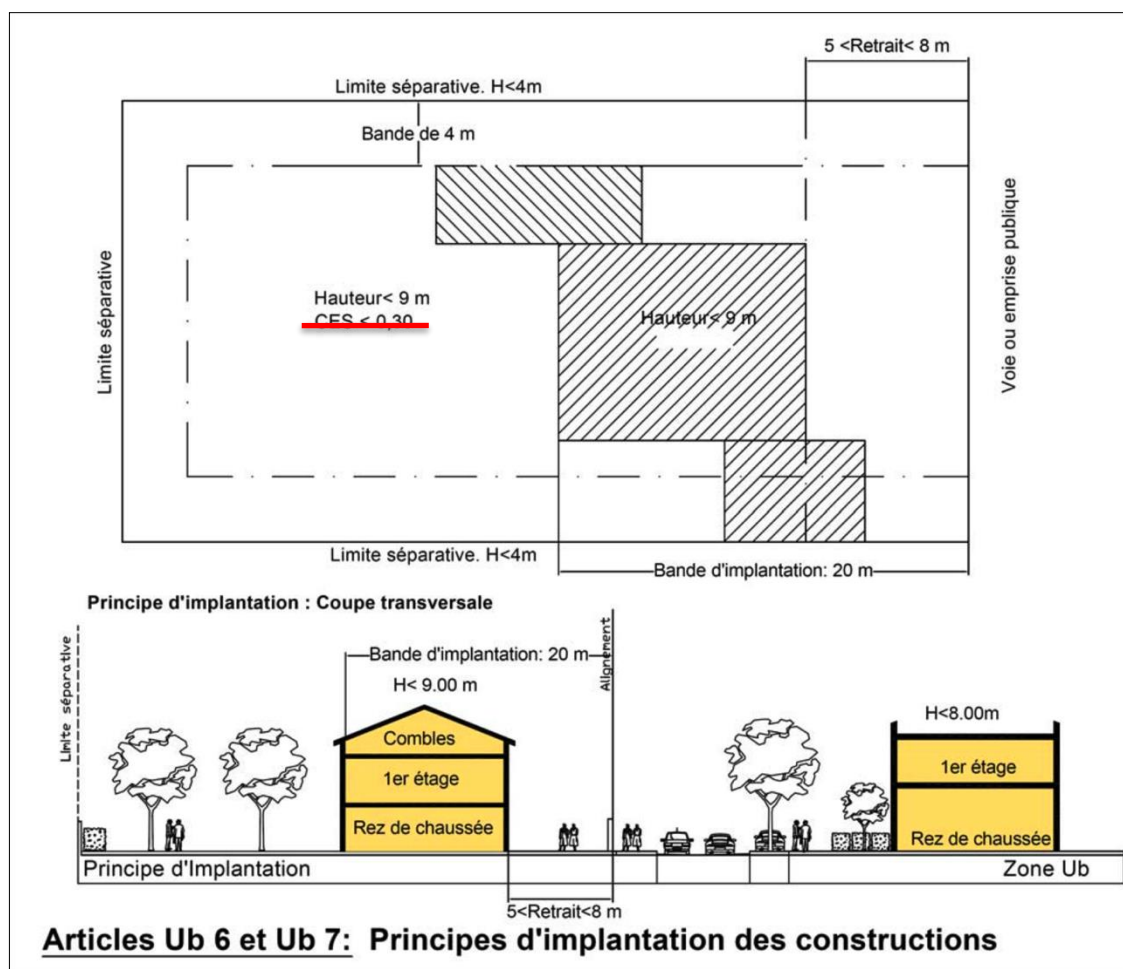 5 <Retrait< 8 m
Limite séparative. H<4m
Bande de 4 m
Limite séparative
Voie ou emprise publique
Hauteur< 9 m
CES < 0,30
Hauteur< 9 m
Limite séparative. H<4m
Bande d'implantation: 20 m
Principe d'implantation : Coupe transversale
Limite séparative
Bande d'implantation: 20 m
Alignement
H< 9.00 m
H<8.00m
Combles
1er étage
1er étage
Rez de chaussée
Rez de chaussée
Principe d'Implantation
Zone Ub
5<Retrait<8 m
Articles Ub 6 et Ub 7: Principes d'implantation des constructions